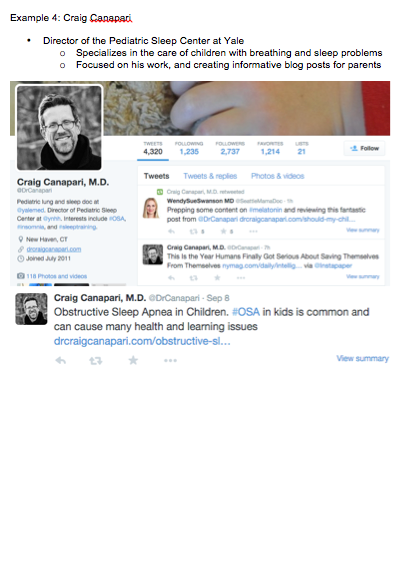 Example 4: Craig Canapari
• Director of the Pediatric Sleep Center at Yale
o Specializes in the care of children with breathing and sleep problems
o Focused on his work, and creating informative blog posts for parents
TWEETS FOLLOWING FOLLOWERS FAVORITES LISTS
4,320 1,235 2,737 1,214 21
Follow
Craig Canapari, M.D.
@DrCanapari
Pediatric lung and sleep doc at
@yalemed. Director of Pediatric Sleep
Center at @ynhh. Interests include #OSA,
#insomnia, and #sleeptraining.
New Haven, CT
drcraigcanapari.com
Joined July 2011
118 Photos and videos
Tweets Tweets & replies Photos & videos
Craig Canapari, M.D. retweeted
WendySueSwanson MD @SeattleMamaDoc · 1h
Prepping some content on #melatonin and reviewing this fantastic
post from @DrCanapari drcraigcanapari.com/should-my-chil...
View summary
Craig Canapari, M.D. @DrCanapari · 7h
This Is the Year Humans Finally Got Serious About Saving Themselves
From Themselves nymag.com/daily/intellig... via @instapaper
View summary
Craig Canapari, M.D. @DrCanapari · Sep 8
Obstructive Sleep Apnea in Children. #OSA in kids is common and
can cause many health and learning issues
drcraigcanapari.com/obstructive-sl...
View summary